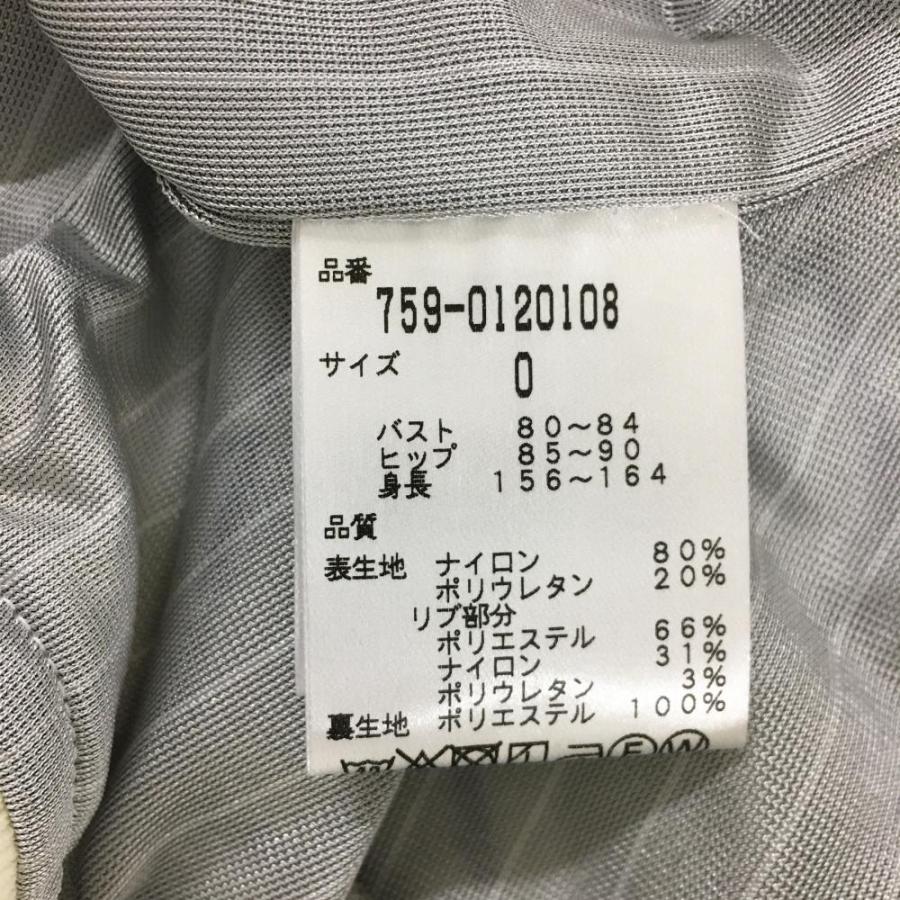 品番
759-0120108
サイズ 0
バスト 80～84
ヒップ 85～90
身長 156～164
品質
表生地 ナイロン 80%
ポリウレタン 20%
リブ部分
ポリエステル 66%
ナイロン 31%
ポリウレタン 3%
裏生地 ポリエステル 100%